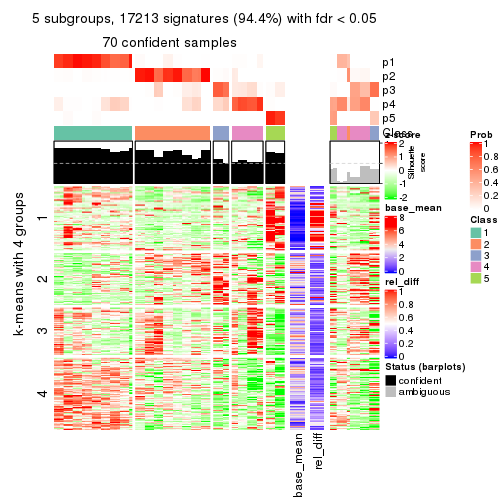 5 subgroups, 17213 signatures (94.4%) with fdr < 0.05
70 confident samples
p1
p2
p3
p4
p5
Class
z-score
2
1
0
-1
-2
Silhouette
score
base_mean
8
6
4
2
0
rel_diff
1
0.8
0.6
0.4
0.2
0
Status (barplots)
confident
ambiguous
Prob
1
0.8
0.6
0.4
0.2
0
Class
1
2
3
4
5
k-means with 4 groups
1
2
3
4
base_mean
rel_diff